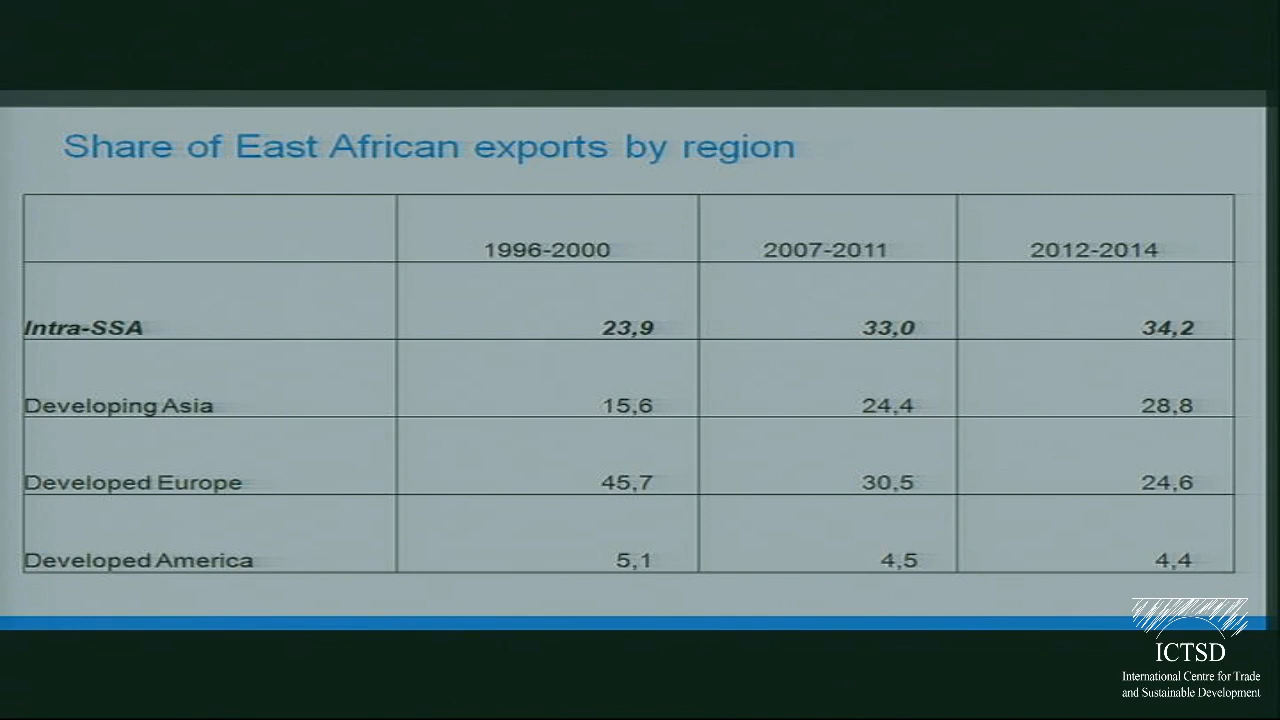 Share of East African exports by region
1996-2000 2007-2011 2012-2014
Intra-SSA 23,9 33,0 34,2
Developing Asia 15,6 24,4 28,8
Developed Europe 45,7 30,5 24,6
Developed America 5,1 4,5 4,4
ICTSD
International Centre for Trade
and Sustainable Development